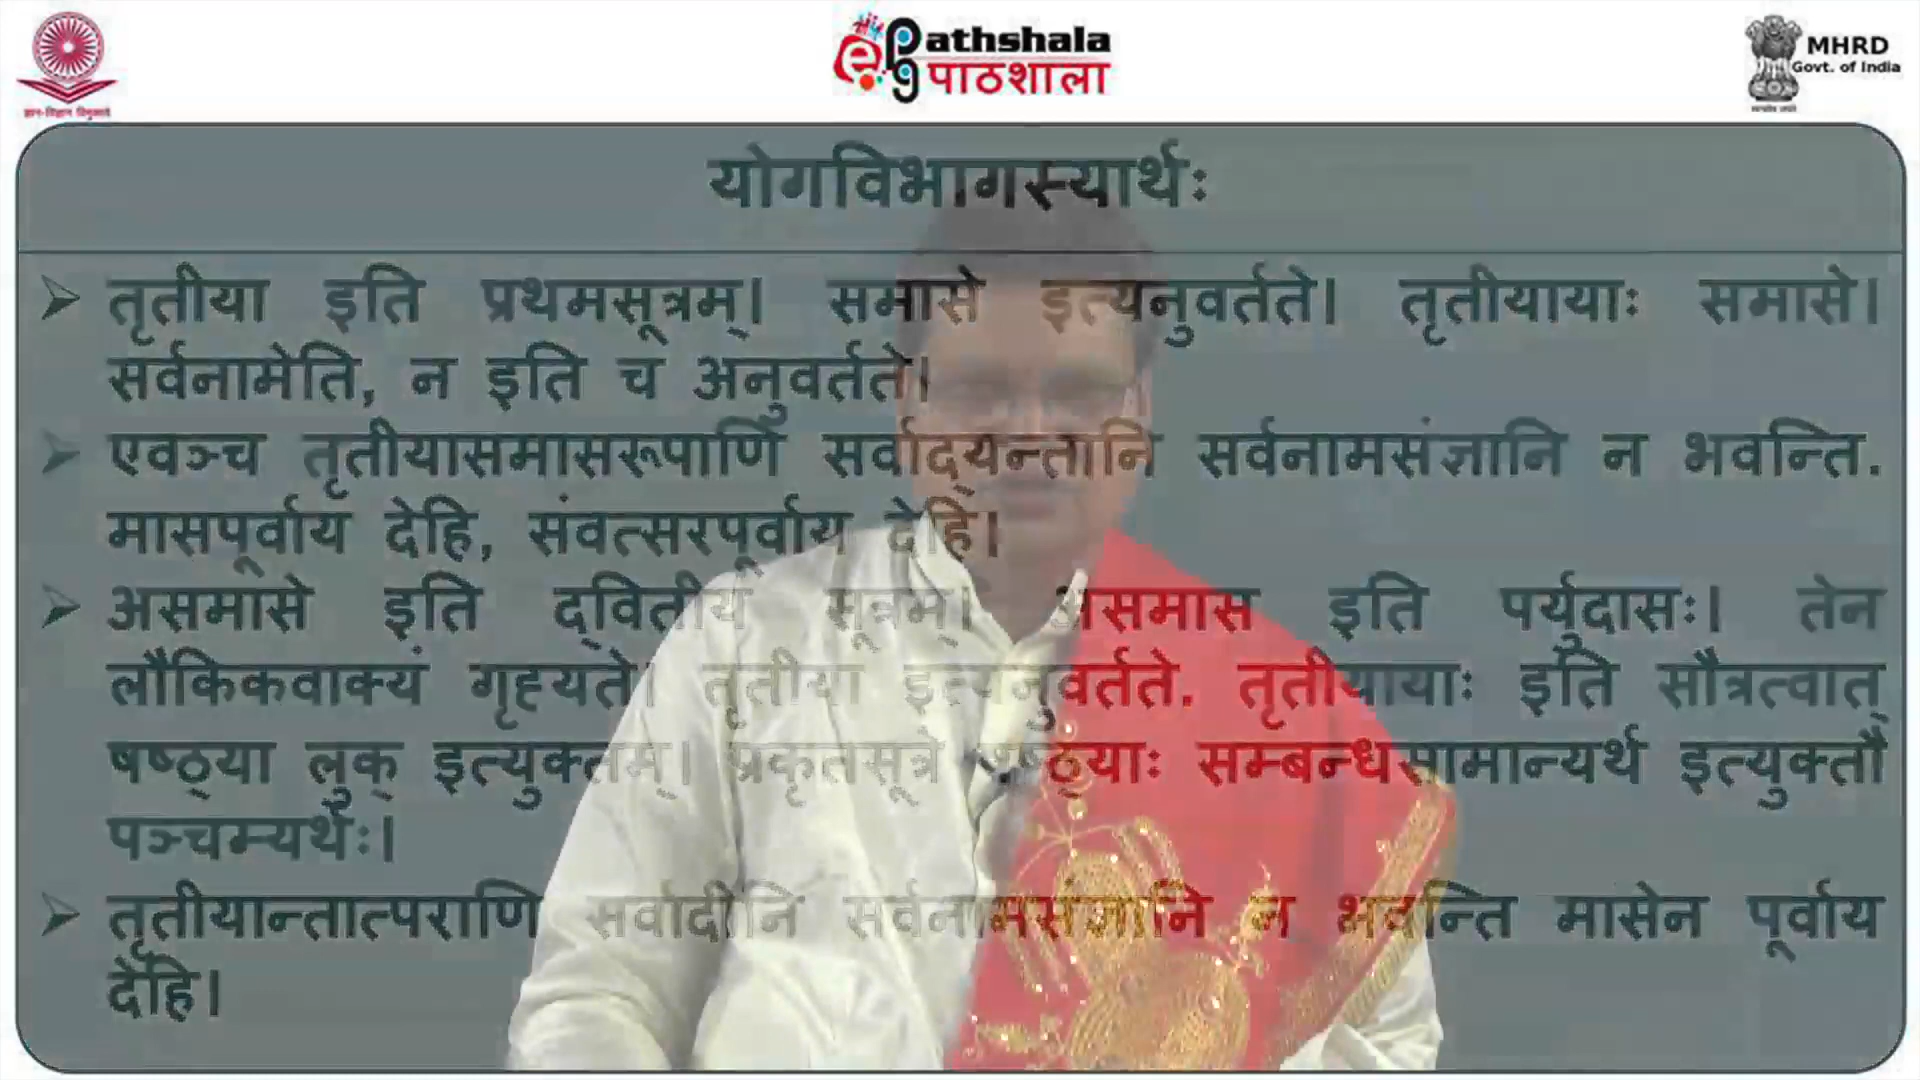 ज्ञान-विज्ञान विमुक्तये
ePathshala
पाठशाला
MHRD
Govt. of India
योगविभागस्यार्थः
➢ तृतीया इति प्रथमसूत्रम्। समासे इत्यनुवर्तते। तृतीयायाः समासे।
सर्वनामेति, न इति च अनुवर्तते।
➢ एवञ्च तृतीयासमासरूपाणि सर्वाद्यन्तानि सर्वनामसंज्ञानि न भवन्ति.
मासपूर्वाय देहि, संवत्सरपूर्वाय देहि।
➢ असमासे इति द्वितीयं सूत्रम्। असमास इति पर्युदासः। तेन
लौकिकवाक्यं गृह्यते। तृतीया इत्यनुवर्तते. तृतीयायाः इति सौत्रत्वात्
षष्ठ्या लुक् इत्युक्तम्। प्रकृतसूत्रे षष्ठ्याः सम्बन्धसामान्यर्थ इत्युक्तौ
पञ्चम्यर्थः।
➢ तृतीयान्तात्पराणि सर्वादीनि सर्वनामसंज्ञानि न भवन्ति मासेन पूर्वाय
देहि।